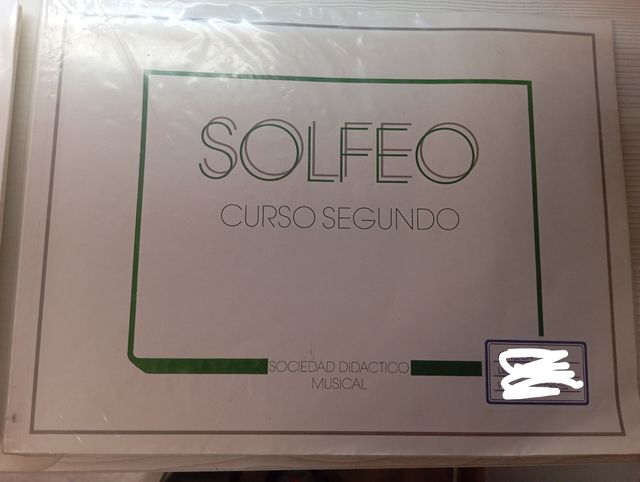 SOLFEO
CURSO SEGUNDO
SOCIEDAD DIDACTICO
MUSICAL